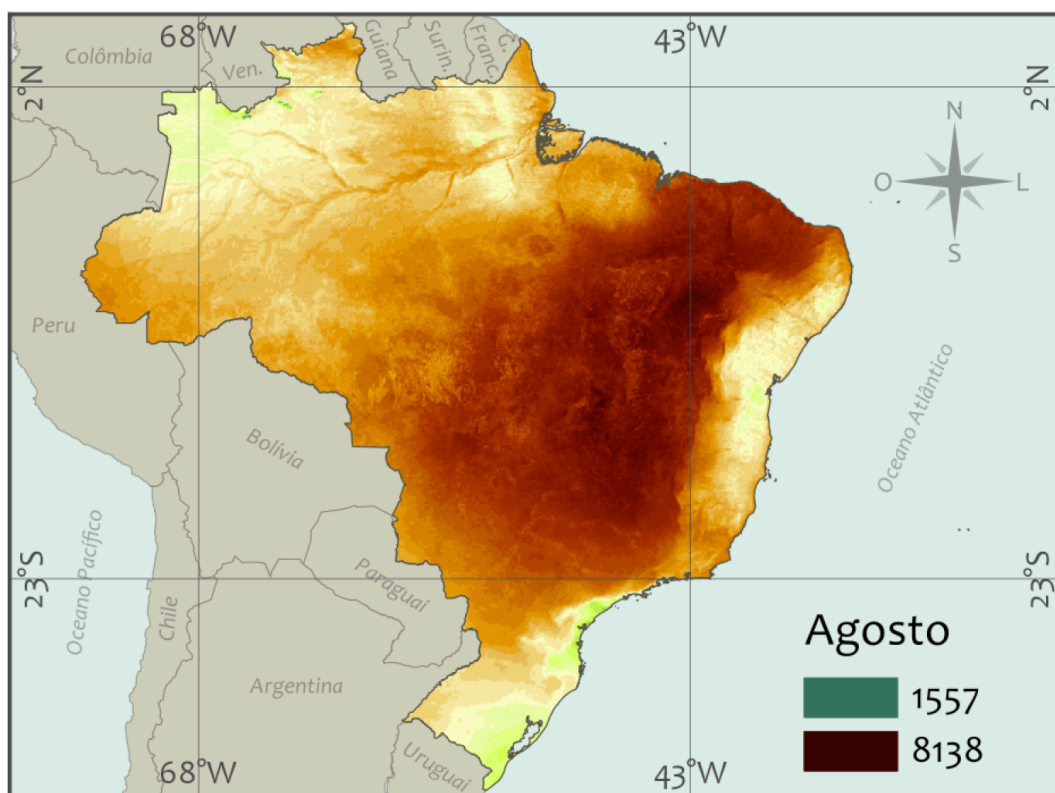 68°W
43°W
Colômbia
Ven.
Guiana
Surin.
G.
Franc.
2°N
2°N
N
O
L
S
Peru
Oceano Atlântico
Bolívia
Oceano Pacífico
23°S
23°S
Chile
Paraguai
Argentina
Uruguai
Agosto
1557
8138
68°W
43°W